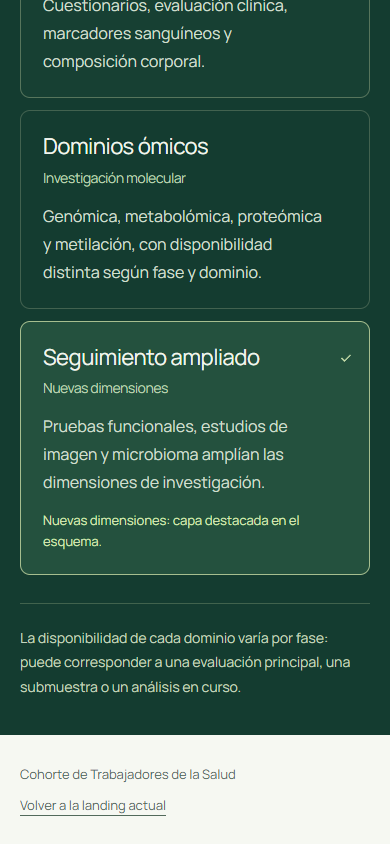 Cuestionarios, evaluación clínica,
marcadores sanguíneos y
composición corporal.
Dominios ómicos
Investigación molecular
Genómica, metabolómica, proteómica
y metilación, con disponibilidad
distinta según fase y dominio.
Seguimiento ampliado
Nuevas dimensiones
Pruebas funcionales, estudios de
imagen y microbioma amplían las
dimensiones de investigación.
Nuevas dimensiones: capa destacada en el
esquema.
La disponibilidad de cada dominio varía por fase:
puede corresponder a una evaluación principal, una
submuestra o un análisis en curso.
Cohorte de Trabajadores de la Salud
Volver a la landing actual